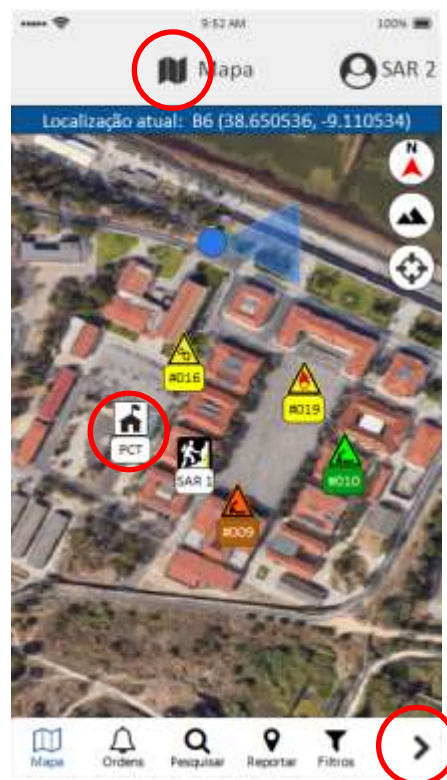 9:52 AM
100%
Mapa
SAR 2
Localização atual: B6 (38.650536, -9.110534)
N
#016
#019
PCT
SAR 1
#010
#009
Mapa
Ordens
Pesquisar
Reportar
Filtros